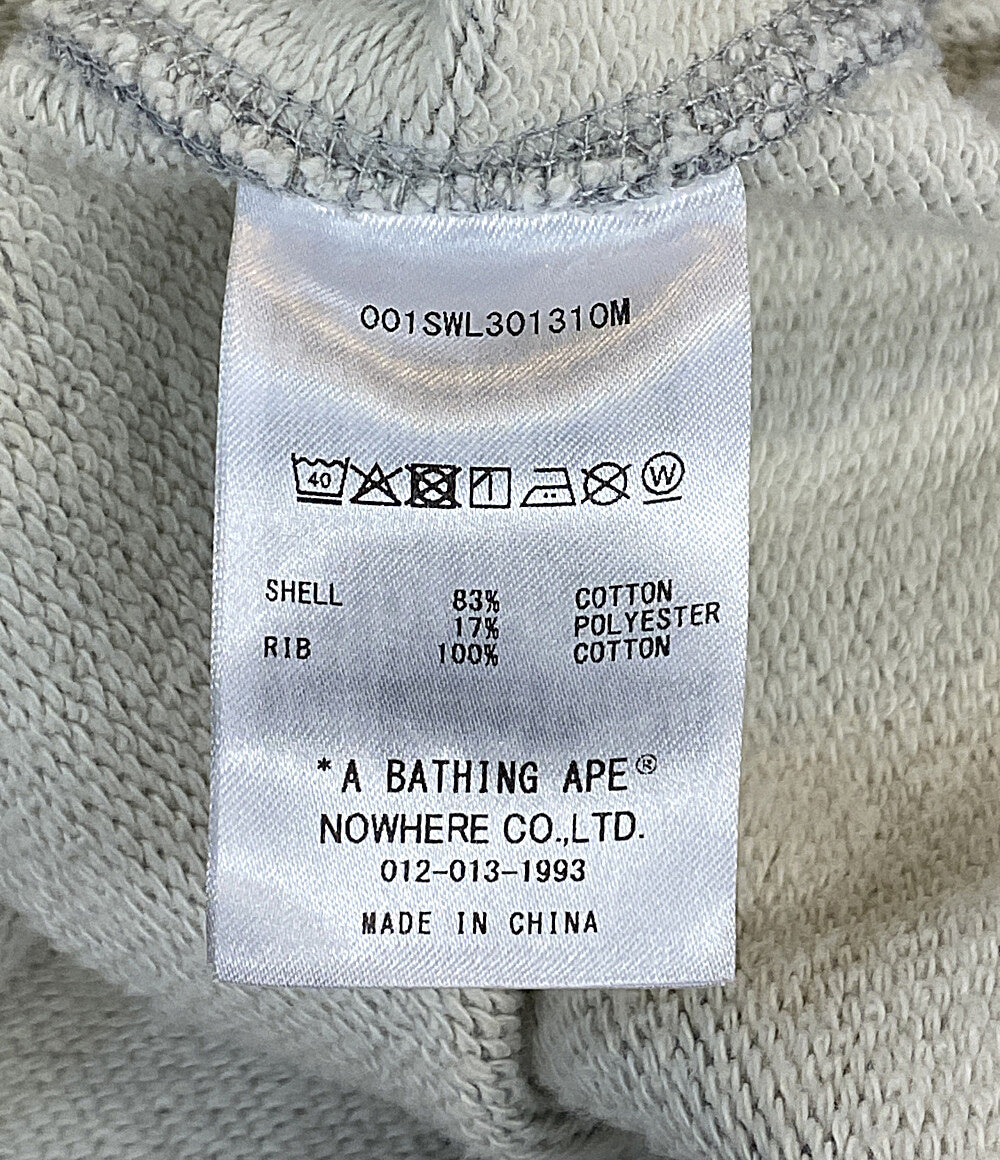 001SWL301310M
40 W
SHELL 83% COTTON
17% POLYESTER
RIB 100% COTTON
*A BATHING APE®
NOWHERE CO.,LTD.
012-013-1993
MADE IN CHINA